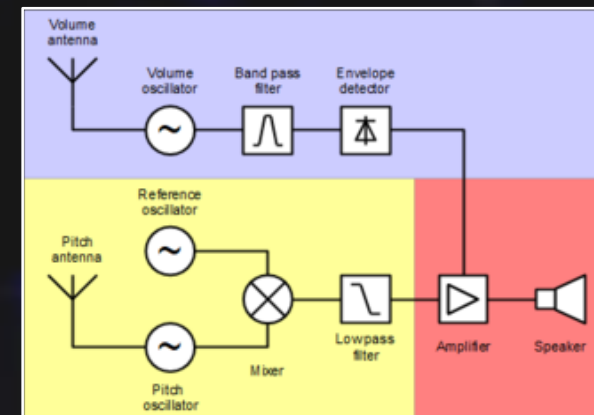 Volume
antenna
Volume
oscillator
Band pass
filter
Envelope
detector
Reference
oscillator
Pitch
antenna
Pitch
oscillator
Mixer
Lowpass
filter
Amplifier
Speaker